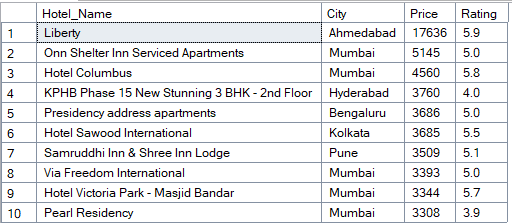 Hotel_Name City Price Rating
1 Liberty Ahmedabad 17636 5.9
2 Onn Shelter Inn Serviced Apartments Mumbai 5145 5.0
3 Hotel Columbus Mumbai 4560 5.8
4 KPHB Phase 15 New Stunning 3 BHK - 2nd Floor Hyderabad 3760 4.0
5 Presidency address apartments Bengaluru 3686 5.0
6 Hotel Sawood International Kolkata 3685 5.5
7 Samruddhi Inn & Shree Inn Lodge Pune 3509 5.1
8 Via Freedom International Mumbai 3393 5.0
9 Hotel Victoria Park - Masjid Bandar Mumbai 3344 5.7
10 Pearl Residency Mumbai 3308 3.9